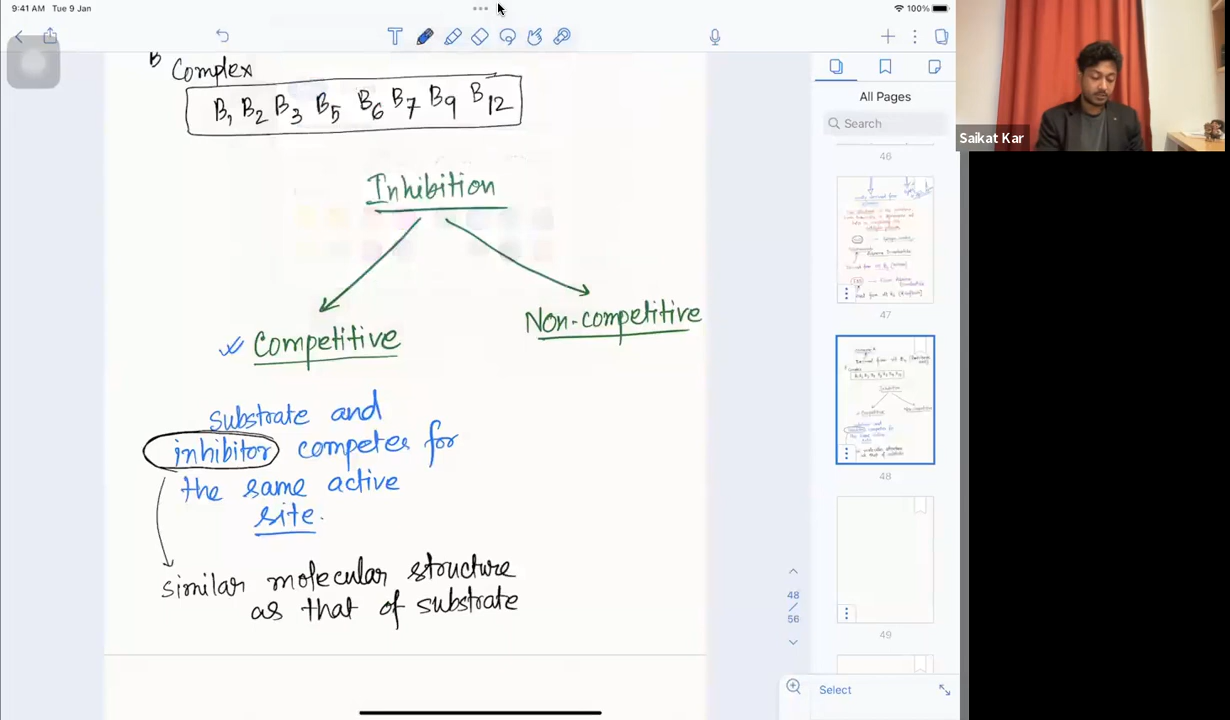 9:41 AM Tue 9 Jan
100%
B Complex
B1 B2 B3 B5 B6 B7 B9 B12
Inhibition
Competitive
Non-competitive
substrate and
inhibitor competes for
the same active
site.
similar molecular structure
as that of substrate
All Pages
Search
46
47
48
49
48
/
56
Select
Saikat Kar